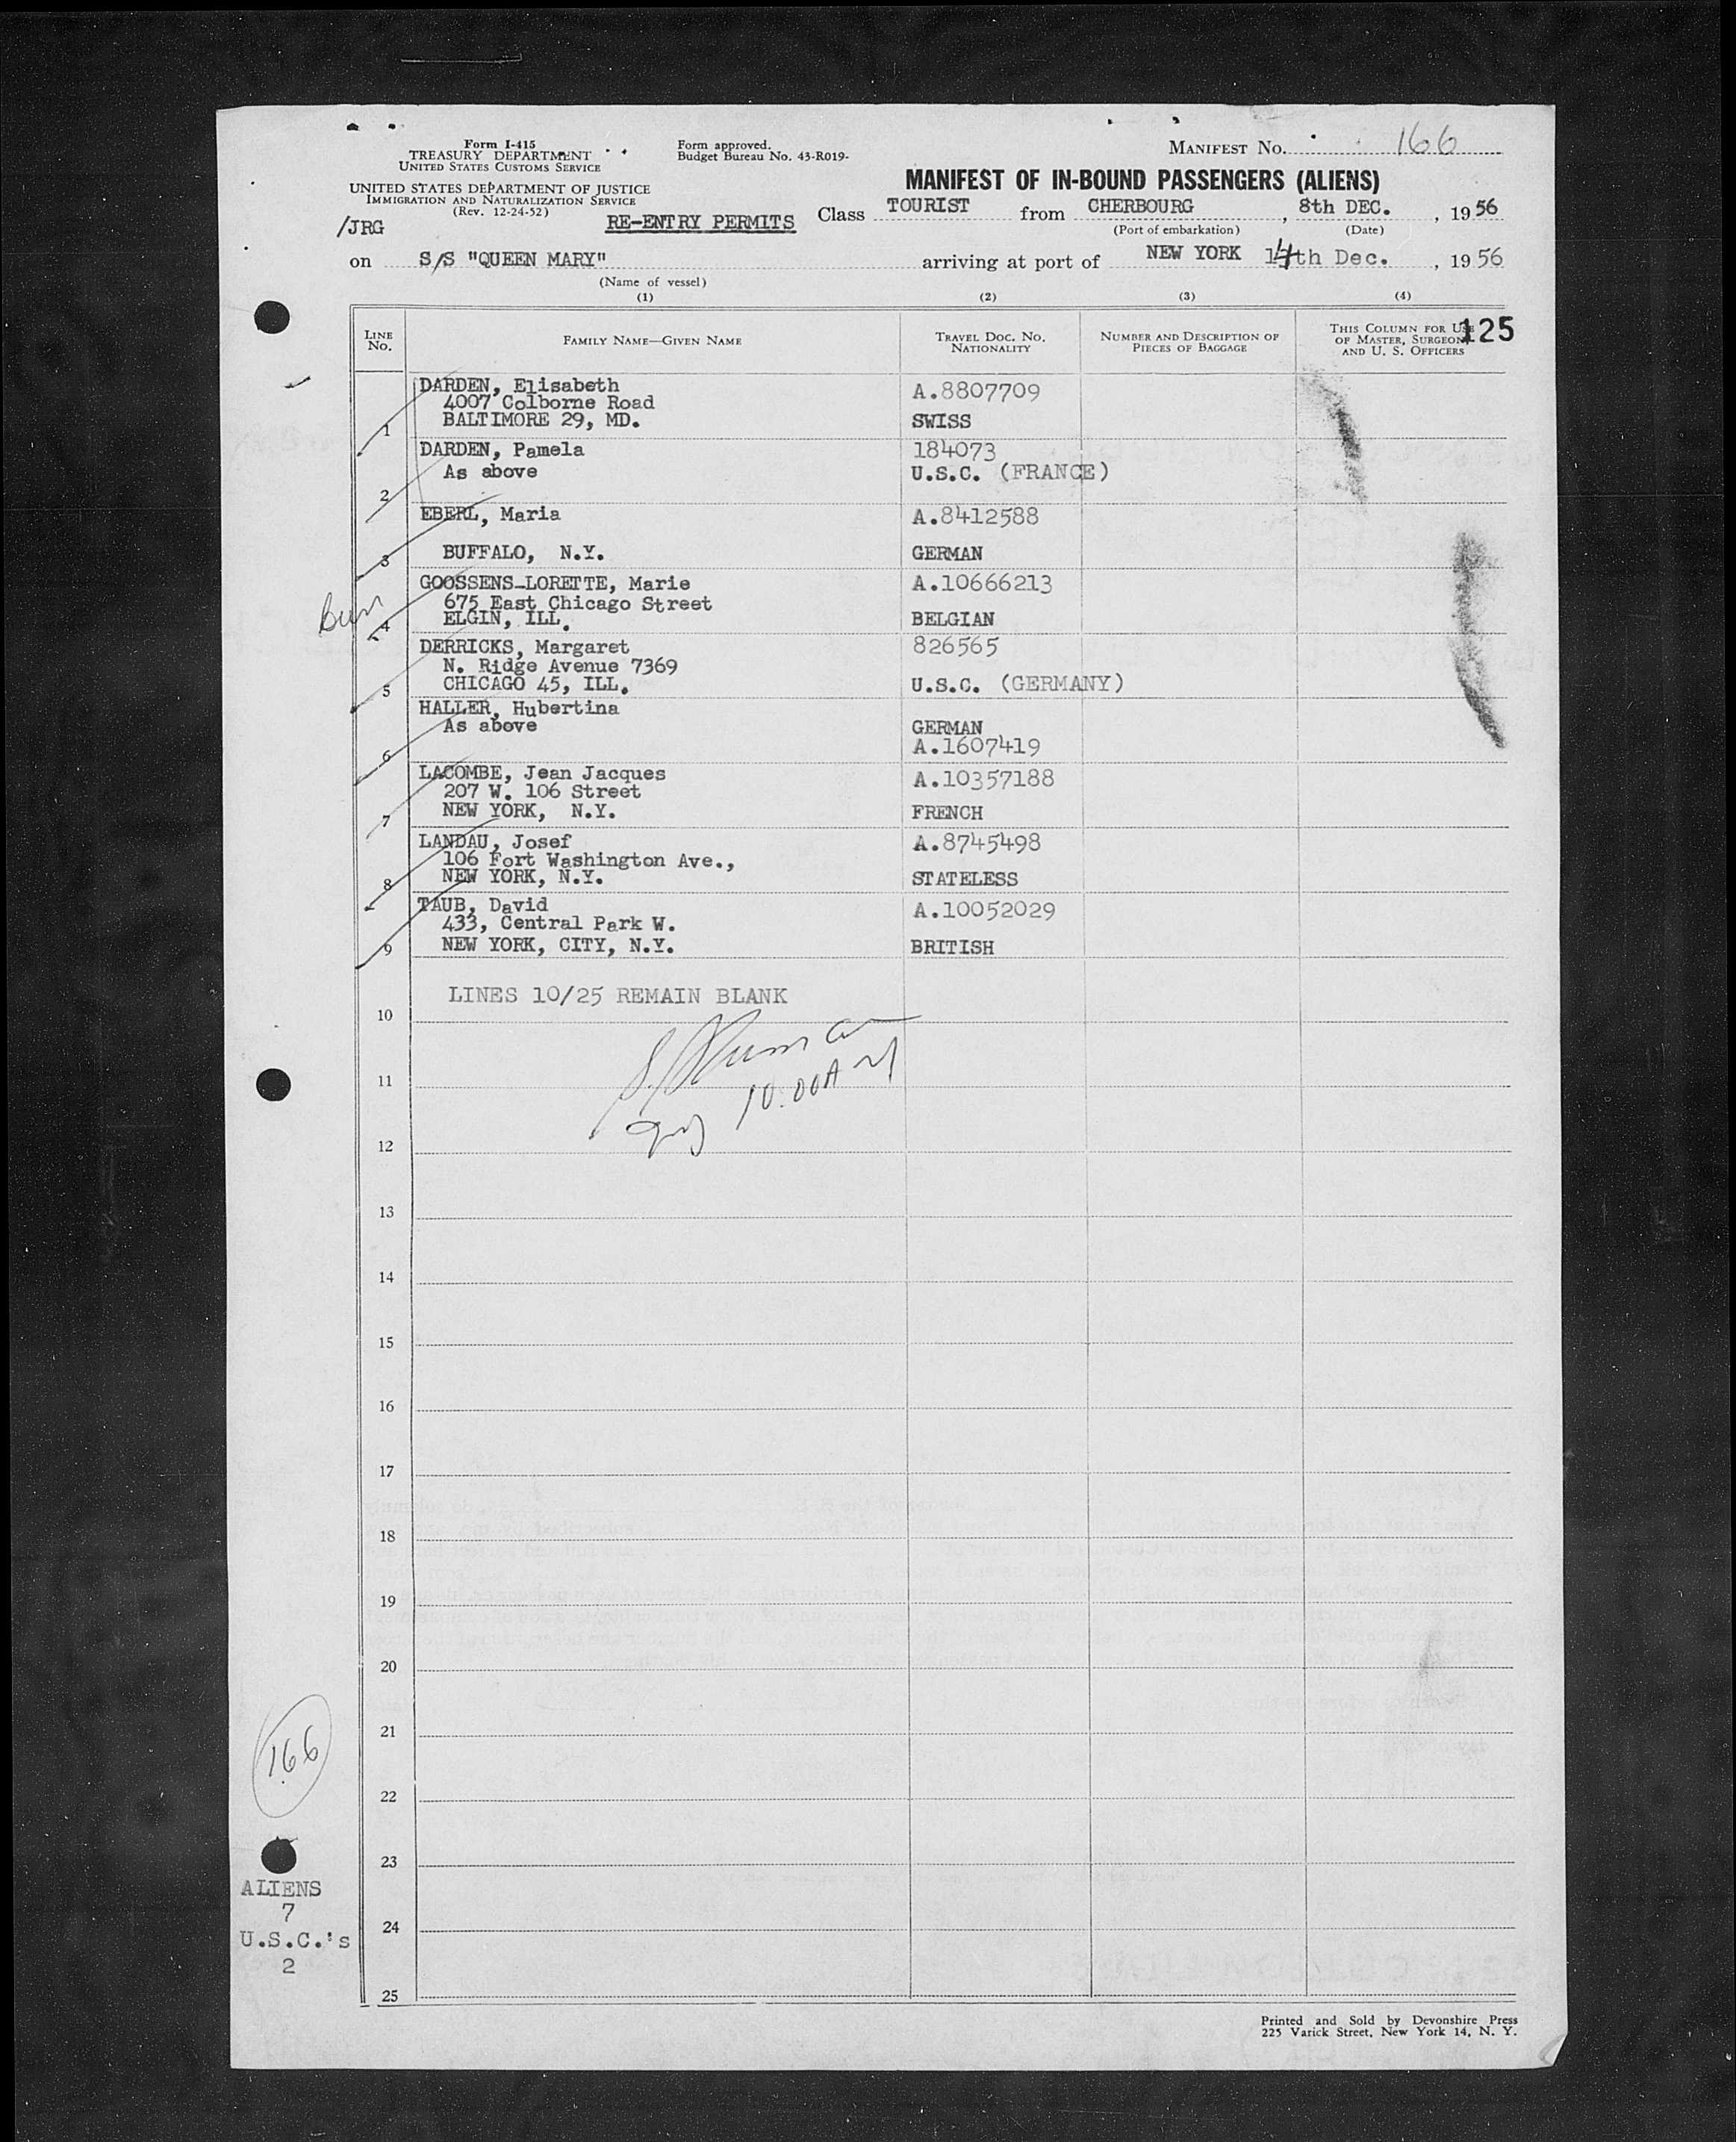 Form I-415
TREASURY DEPARTMENT
UNITED STATES CUSTOMS SERVICE
UNITED STATES DEPARTMENT OF JUSTICE
IMMIGRATION AND NATURALIZATION SERVICE
(Rev. 12-24-52)
/JRG
Form approved.
Budget Bureau No. 43-R019-
MANIFEST No. 166
MANIFEST OF IN-BOUND PASSENGERS (ALIENS)
RE-ENTRY PERMITS Class TOURIST from CHERBOURG, 8th DEC., 1956
(Port of embarkation) (Date)
on S/S "QUEEN MARY" arriving at port of NEW YORK 14th Dec., 1956
(Name of vessel)
(1) (2) (3) (4)
LINE No. FAMILY NAME—GIVEN NAME TRAVEL DOC. NO. NATIONALITY NUMBER AND DESCRIPTION OF PIECES OF BAGGAGE THIS COLUMN FOR USE OF MASTER, SURGEON, AND U. S. OFFICERS
125
DARDEN, Elisabeth A.8807709
4007 Colborne Road
1 BALTIMORE 29, MD. SWISS
DARDEN, Pamela 184073
As above U.S.C. (FRANCE)
2
EBERL, Maria A.8412588
3 BUFFALO, N.Y. GERMAN
GOOSSENS-LORETTE, Marie A.10666213
675 East Chicago Street
4 ELGIN, ILL. BELGIAN
DERRICKS, Margaret 826565
N. Ridge Avenue 7369
5 CHICAGO 45, ILL. U.S.C. (GERMANY)
HALLER, Hubertina
As above GERMAN
6 A.1607419
LACOMBE, Jean Jacques A.10357188
207 W. 106 Street
7 NEW YORK, N.Y. FRENCH
LANDAU, Josef A.8745498
106 Fort Washington Ave.,
8 NEW YORK, N.Y. STATELESS
TAUB, David A.10052029
433, Central Park W.
9 NEW YORK, CITY, N.Y. BRITISH
LINES 10/25 REMAIN BLANK
10
11
10:00 AM
12
13
14
15
16
17
18
19
20
21
166
22
23
ALIENS
7
24
U.S.C.'s
2
25
Printed and Sold by Devonshire Press
225 Varick Street, New York 14, N. Y.